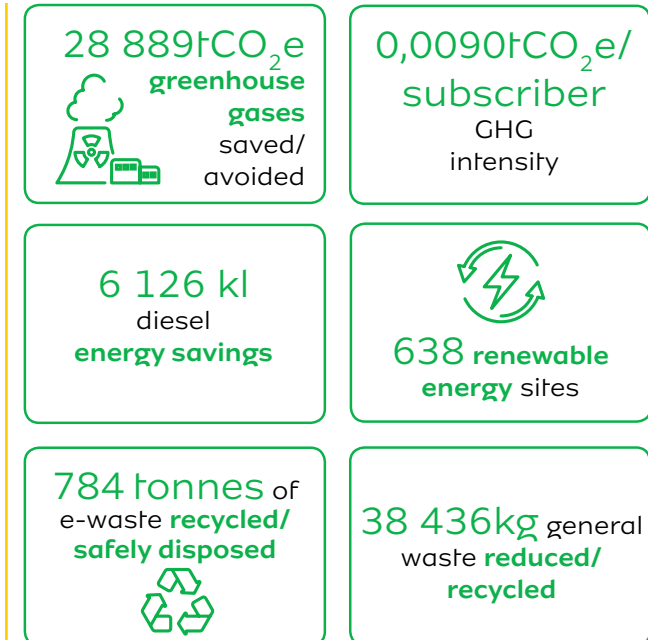 28 889tCO₂e
greenhouse
gases
saved/
avoided
0,0090tCO₂e/
subscriber
GHG
intensity
6 126 kl
diesel
energy savings
638 renewable
energy sites
784 tonnes of
e-waste recycled/
safely disposed
38 436kg general
waste reduced/
recycled